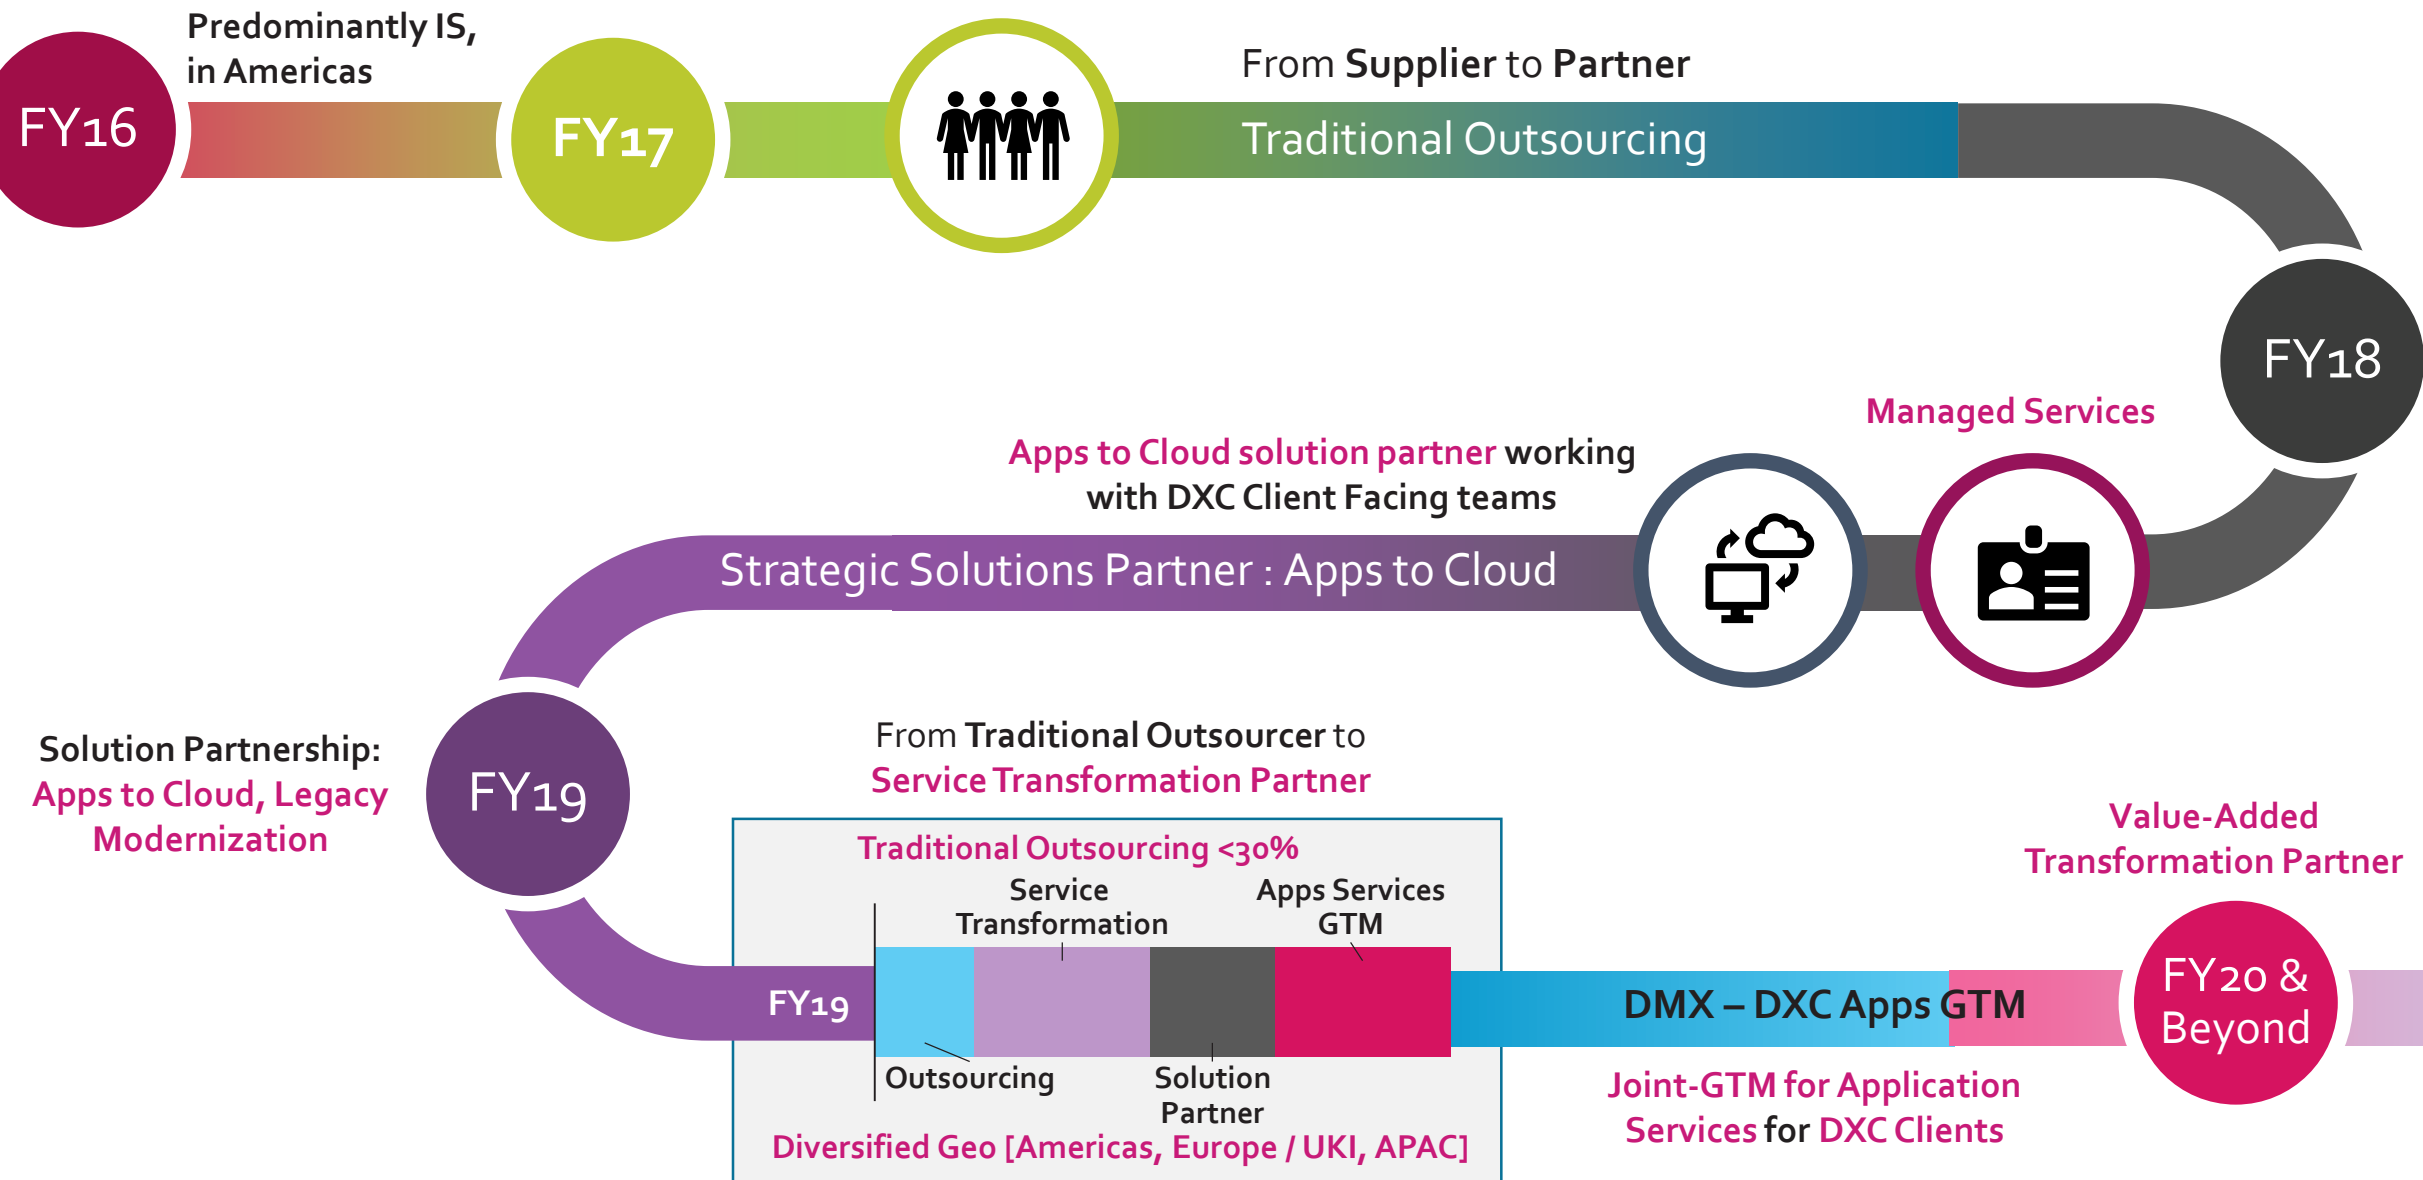 Predominantly IS,
in Americas
FY16
FY17
From Supplier to Partner
Traditional Outsourcing
FY18
Managed Services
Apps to Cloud solution partner working
with DXC Client Facing teams
Strategic Solutions Partner : Apps to Cloud
Solution Partnership:
Apps to Cloud, Legacy
Modernization
FY19
From Traditional Outsourcer to
Service Transformation Partner
Traditional Outsourcing <30%
Service
Transformation
Apps Services
GTM
FY19
Outsourcing
Solution
Partner
Diversified Geo [Americas, Europe / UKI, APAC]
DMX – DXC Apps GTM
Joint-GTM for Application
Services for DXC Clients
Value-Added
Transformation Partner
FY20 &
Beyond